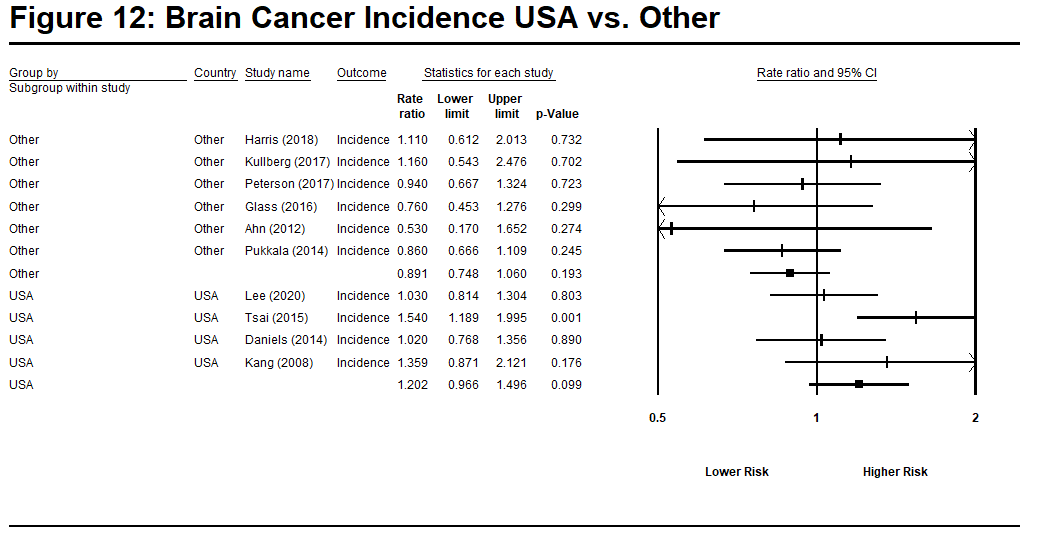 Figure 12: Brain Cancer Incidence USA vs. Other
Group by Country Study name Outcome Statistics for each study Rate ratio and 95% CI
Subgroup within study
Rate Lower Upper
ratio limit limit p-Value
Other Other Harris (2018) Incidence 1.110 0.612 2.013 0.732
Other Other Kullberg (2017) Incidence 1.160 0.543 2.476 0.702
Other Other Peterson (2017) Incidence 0.940 0.667 1.324 0.723
Other Other Glass (2016) Incidence 0.760 0.453 1.276 0.299
Other Other Ahn (2012) Incidence 0.530 0.170 1.652 0.274
Other Other Pukkala (2014) Incidence 0.860 0.666 1.109 0.245
Other 0.891 0.748 1.060 0.193
USA USA Lee (2020) Incidence 1.030 0.814 1.304 0.803
USA USA Tsai (2015) Incidence 1.540 1.189 1.995 0.001
USA USA Daniels (2014) Incidence 1.020 0.768 1.356 0.890
USA USA Kang (2008) Incidence 1.359 0.871 2.121 0.176
USA 1.202 0.966 1.496 0.099
0.5 1 2
Lower Risk Higher Risk